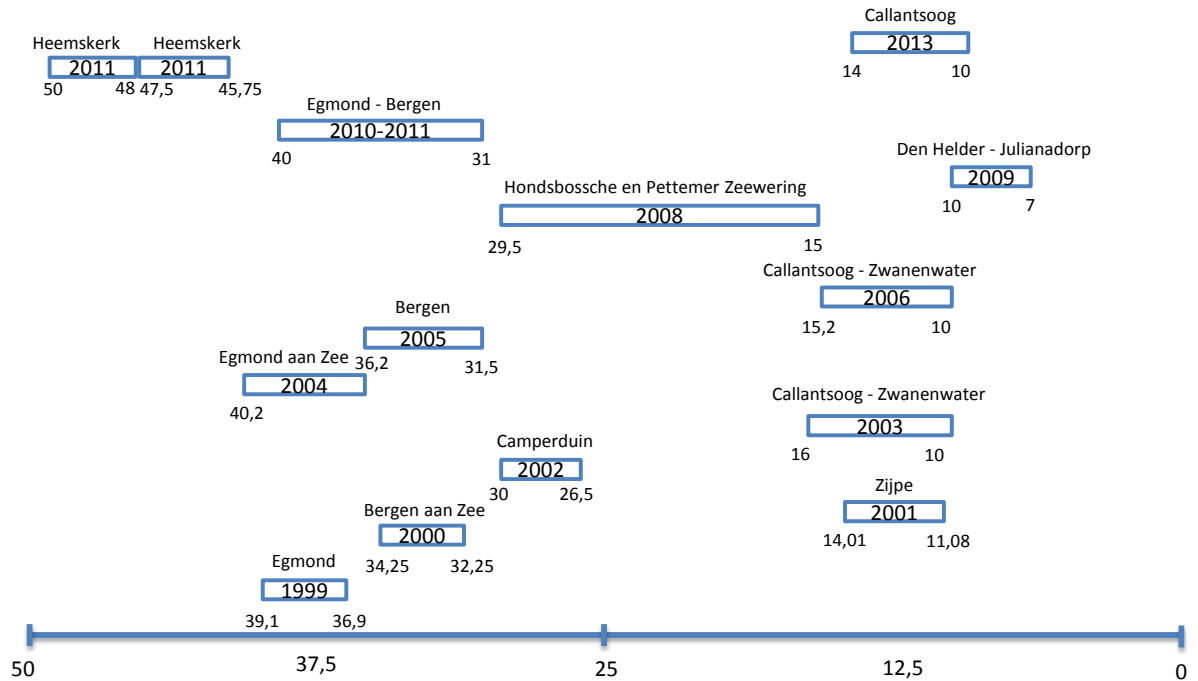 Callantsoog
2013
14 10
Heemskerk Heemskerk
2011 2011
50 48 47,5 45,75
Egmond - Bergen
2010-2011
40 31
Den Helder - Julianadorp
2009
10 7
Hondsbossche en Pettemer Zeewering
2008
29,5 15
Callantsoog - Zwanenwater
2006
15,2 10
Bergen
2005
36,2 31,5
Egmond aan Zee
2004
40,2
Callantsoog - Zwanenwater
2003
16 10
Camperduin
2002
30 26,5
Zijpe
2001
14,01 11,08
Bergen aan Zee
2000
34,25 32,25
Egmond
1999
39,1 36,9
50 37,5 25 12,5 0